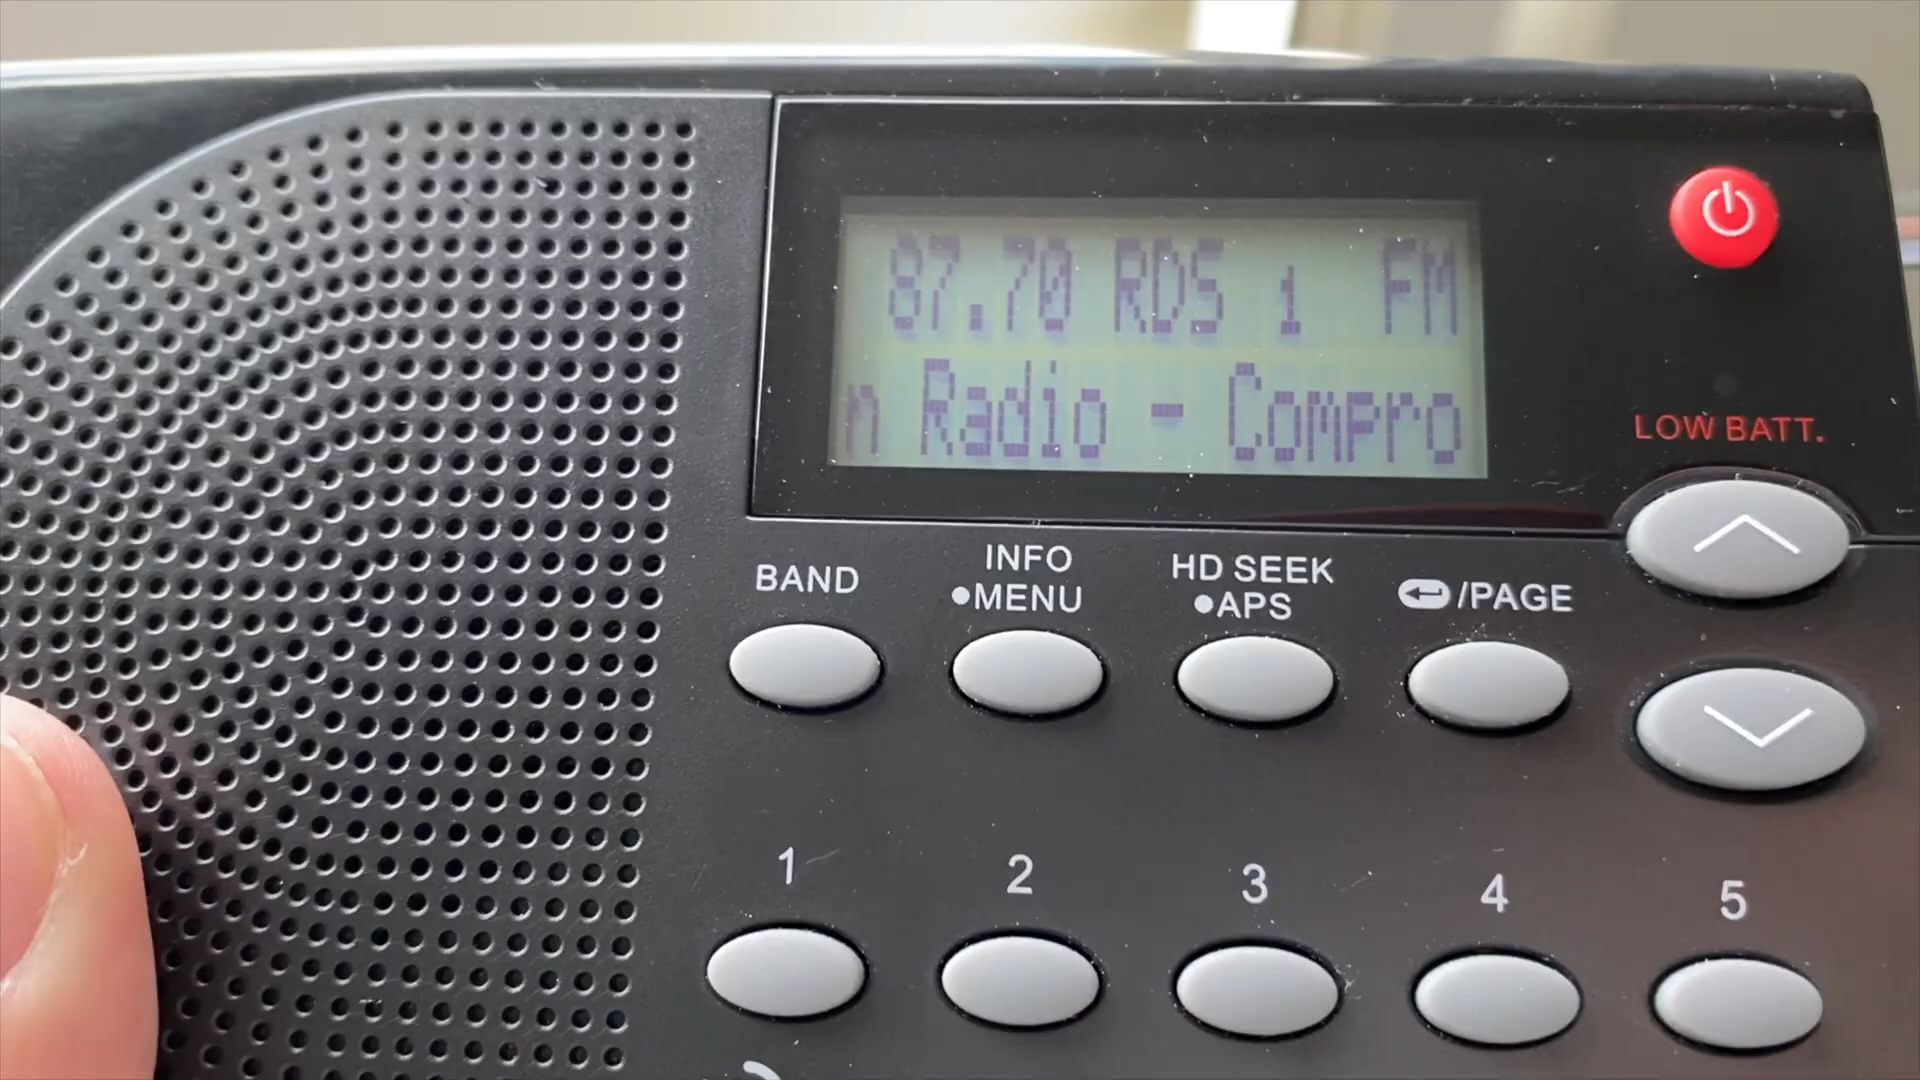 87.70 RDS 1 FM
n Radio - Compro
LOW BATT.
BAND
INFO
•MENU
HD SEEK
•APS
/PAGE
1 2 3 4 5